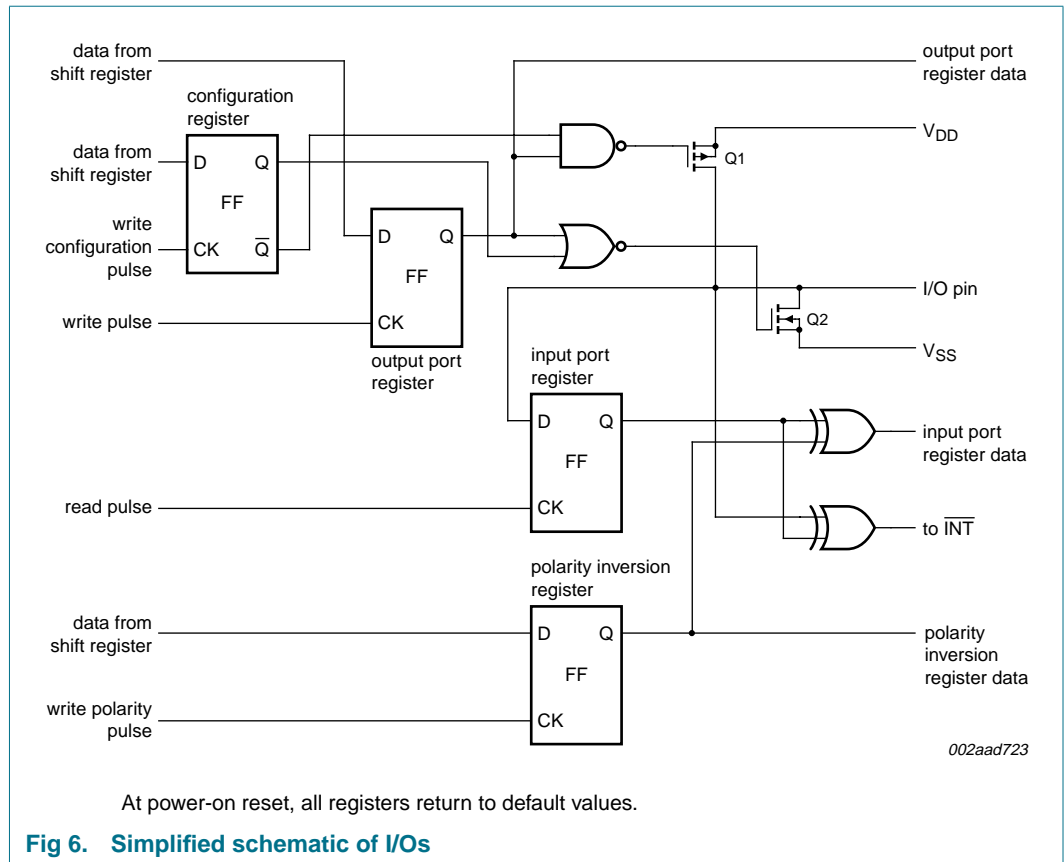 data from
shift register
output port
register data
configuration
register
V_DD
Q1
data from
shift register
D
Q
FF
write
configuration
pulse
CK
Q̅
D
Q
FF
I/O pin
Q2
write pulse
CK
V_SS
output port
register
input port
register
D
Q
FF
input port
register data
read pulse
CK
to I̅N̅T̅
polarity inversion
register
data from
shift register
D
Q
polarity
inversion
register data
FF
write polarity
pulse
CK
002aad723
At power-on reset, all registers return to default values.
Fig 6. Simplified schematic of I/Os